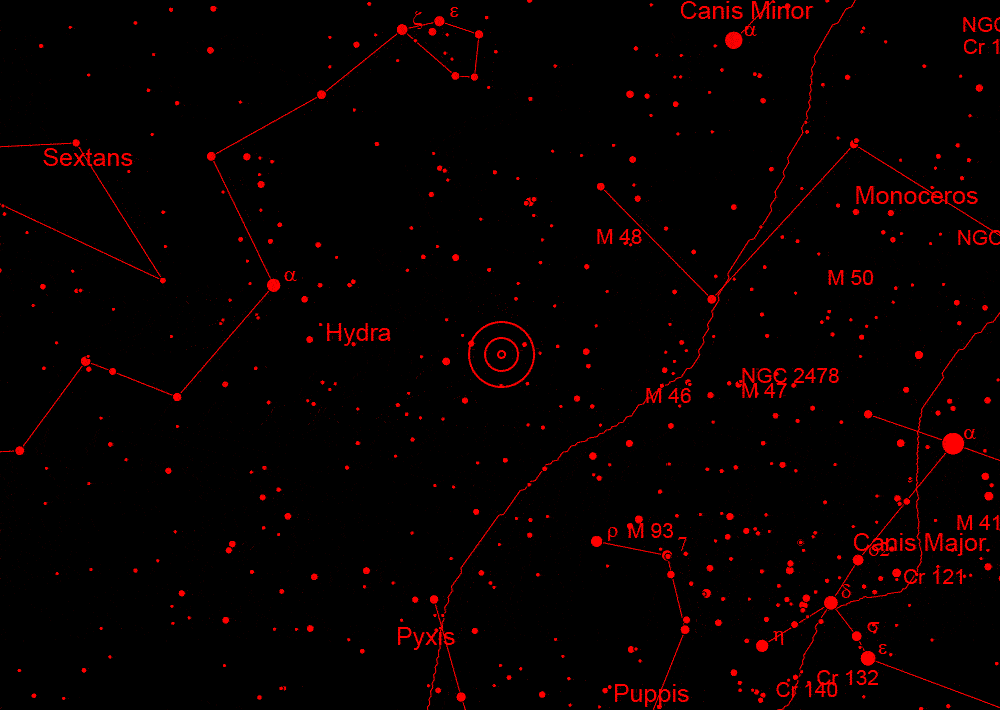 ζ
ε
Canis Minor
α
NGC
Cr 1
Sextans
Monoceros
M 48
NGC
M 50
α
Hydra
NGC 2478
M 47
M 46
α
M 41
ρ
M 93
7
Canis Major.
Cr 121
δ
σ
η
ε
Pyxis
Cr 132
Cr 140
Puppis